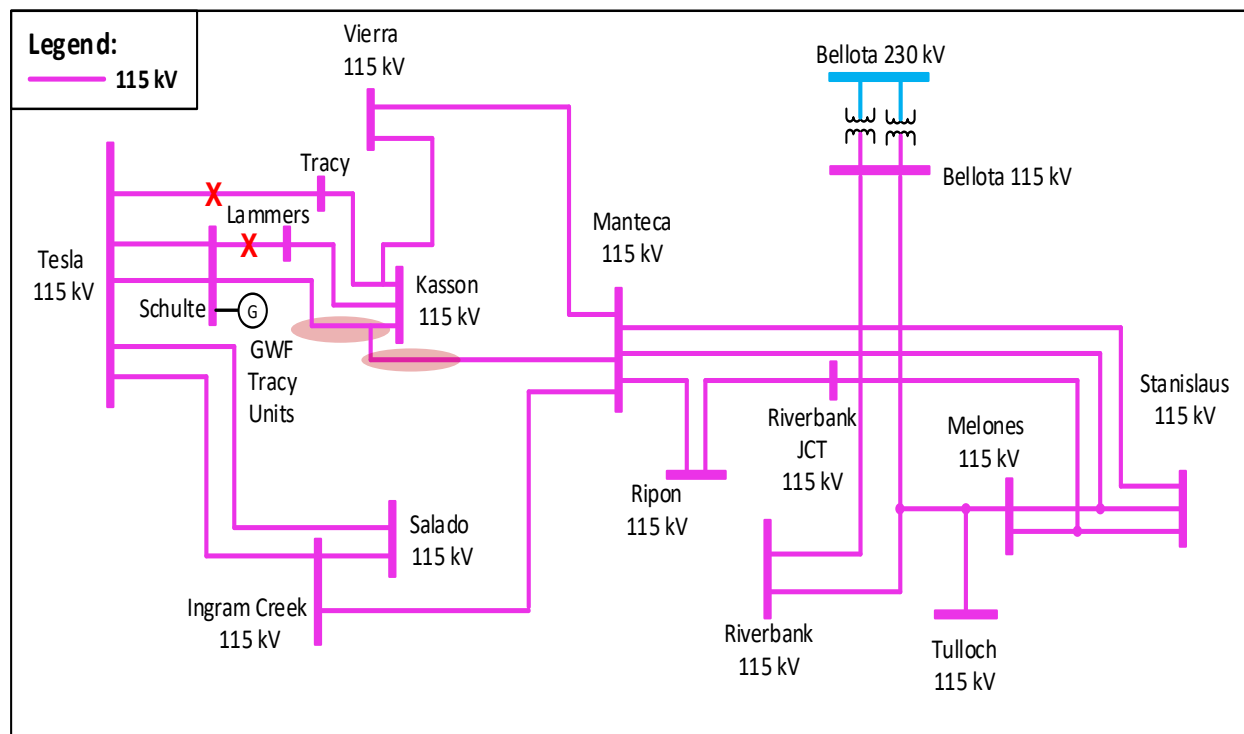 Legend:
115 kV
Vierra
115 kV
Bellota 230 kV
Bellota 115 kV
Tracy
X
Lammers
X
Tesla
115 kV
Schulte
G
GWF
Tracy
Units
Kasson
115 kV
Manteca
115 kV
Riverbank
JCT
115 kV
Melones
115 kV
Stanislaus
115 kV
Ripon
115 kV
Salado
115 kV
Ingram Creek
115 kV
Riverbank
115 kV
Tulloch
115 kV